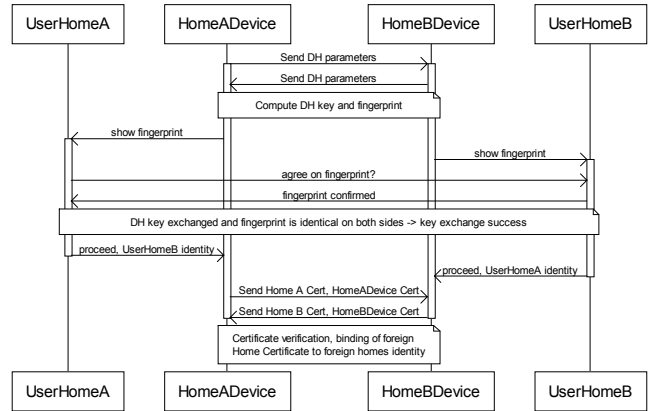 UserHomeA HomeADevice HomeBDevice UserHomeB
Send DH parameters
Send DH parameters
Compute DH key and fingerprint
show fingerprint
show fingerprint
agree on fingerprint?
fingerprint confirmed
DH key exchanged and fingerprint is identical on both sides -> key exchange success
proceed, UserHomeB identity
proceed, UserHomeA identity
Send Home A Cert, HomeADevice Cert
Send Home B Cert, HomeBDevice Cert
Certificate verification, binding of foreign
Home Certificate to foreign homes identity
UserHomeA HomeADevice HomeBDevice UserHomeB